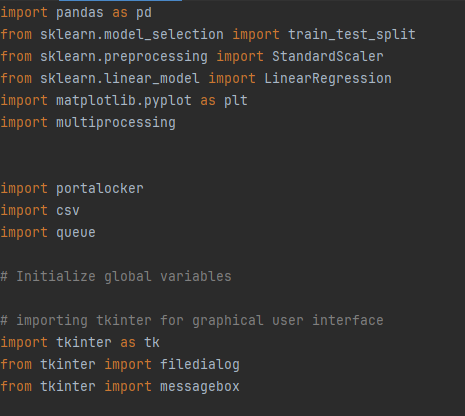 import pandas as pd
from sklearn.model_selection import train_test_split
from sklearn.preprocessing import StandardScaler
from sklearn.linear_model import LinearRegression
import matplotlib.pyplot as plt
import multiprocessing
import portalocker
import csv
import queue
# Initialize global variables
# importing tkinter for graphical user interface
import tkinter as tk
from tkinter import filedialog
from tkinter import messagebox